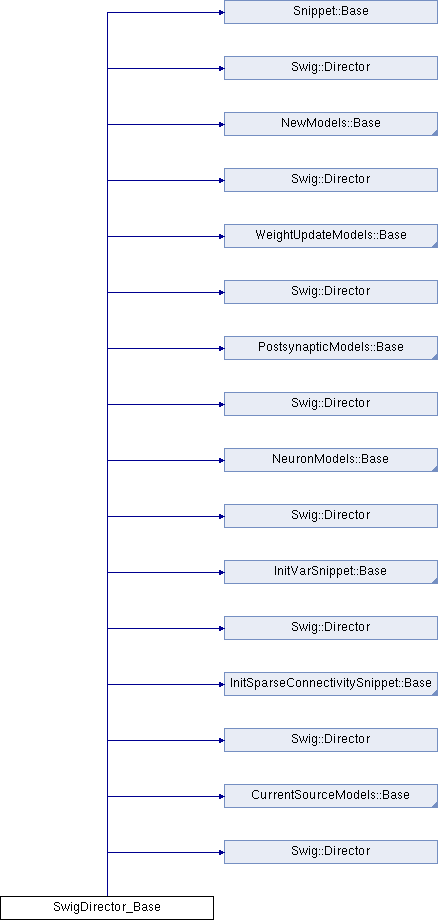 Snippet::Base
Swig::Director
NewModels::Base
Swig::Director
WeightUpdateModels::Base
Swig::Director
PostsynapticModels::Base
Swig::Director
NeuronModels::Base
Swig::Director
InitVarSnippet::Base
Swig::Director
InitSparseConnectivitySnippet::Base
Swig::Director
CurrentSourceModels::Base
Swig::Director
SwigDirector_Base